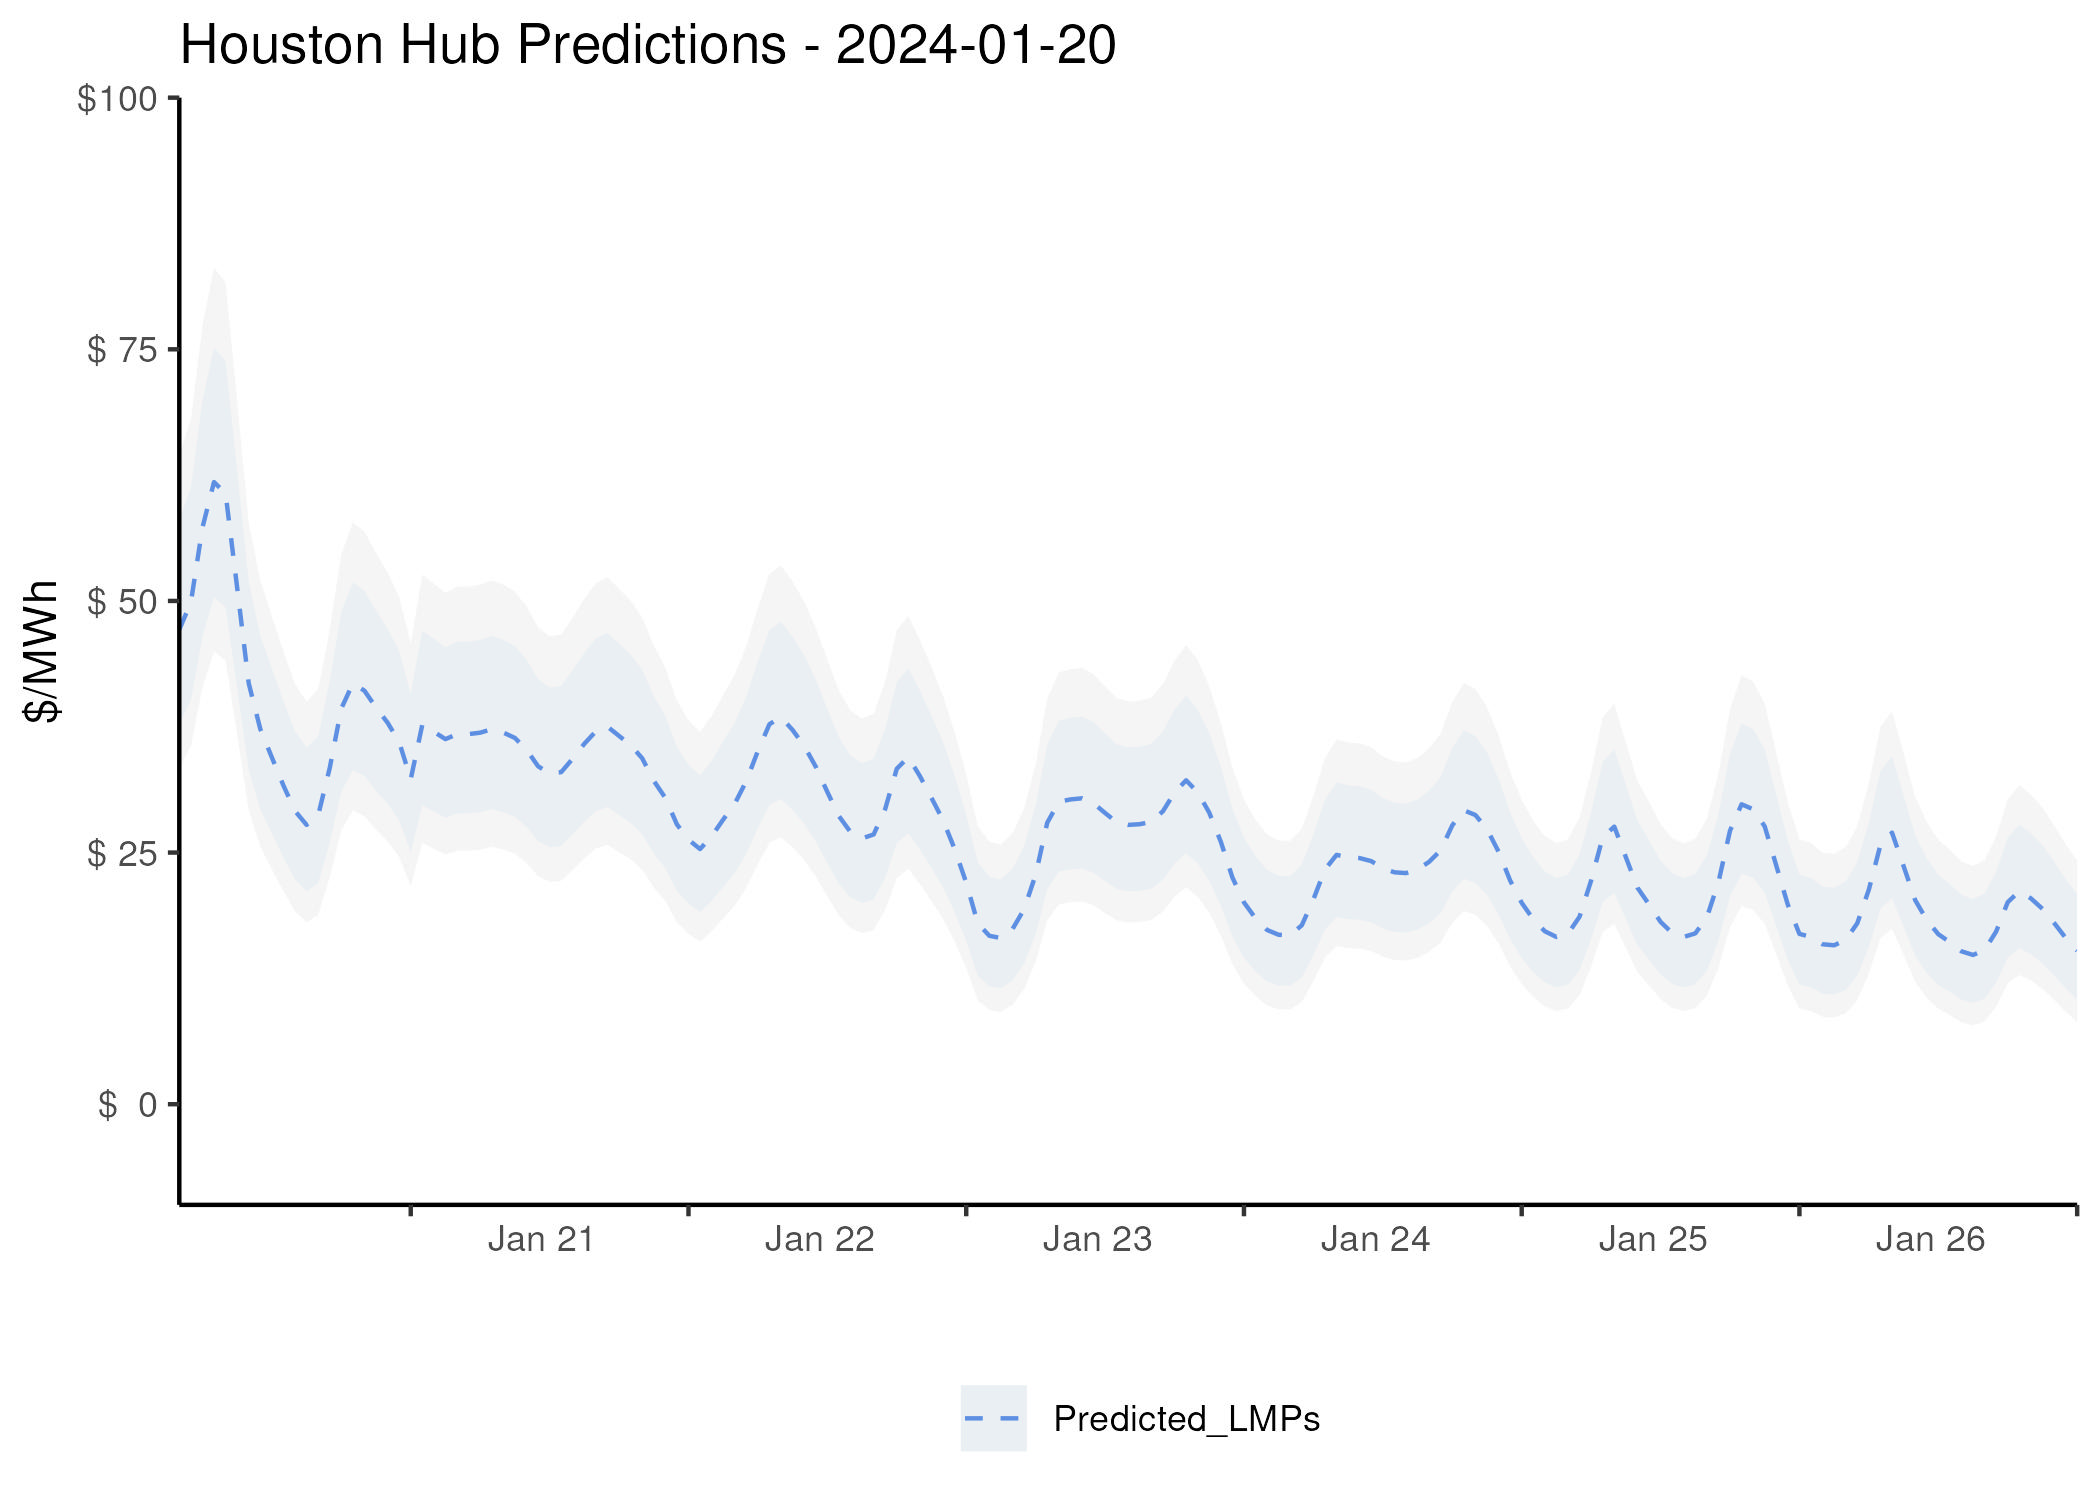 Houston Hub Predictions - 2024-01-20
$100
$ 75
$ 50
$ 25
$  0
$/MWh
Jan 21 Jan 22 Jan 23 Jan 24 Jan 25 Jan 26
Predicted_LMPs